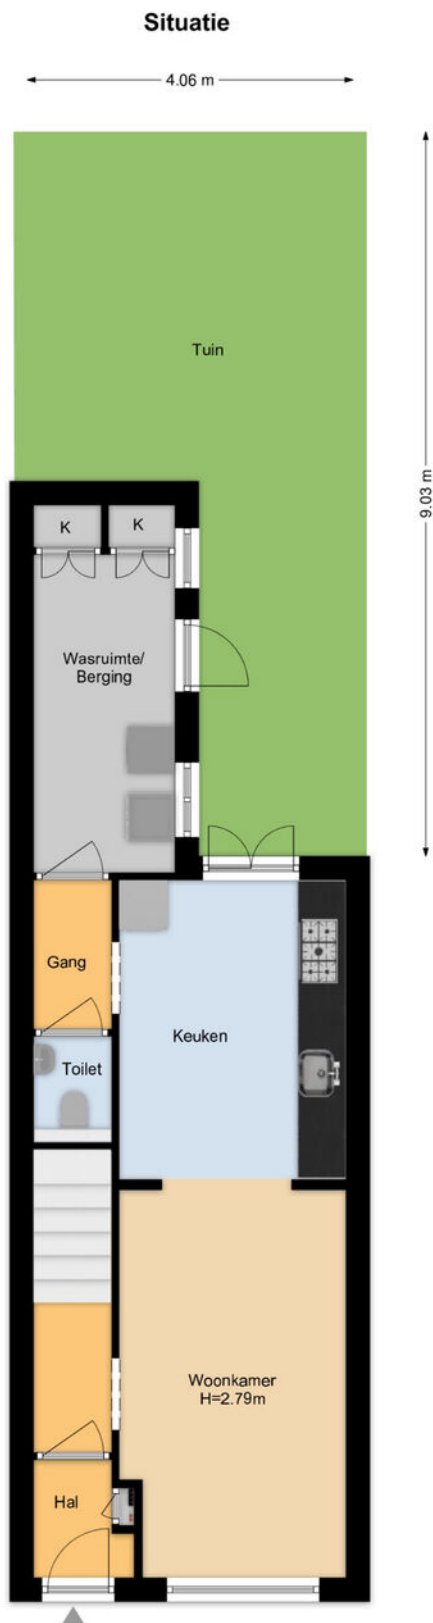 Situatie
4.06 m
Tuin
9.03 m
K
K
Wasruimte/
Berging
Gang
Keuken
Toilet
Woonkamer
H=2.79m
Hal